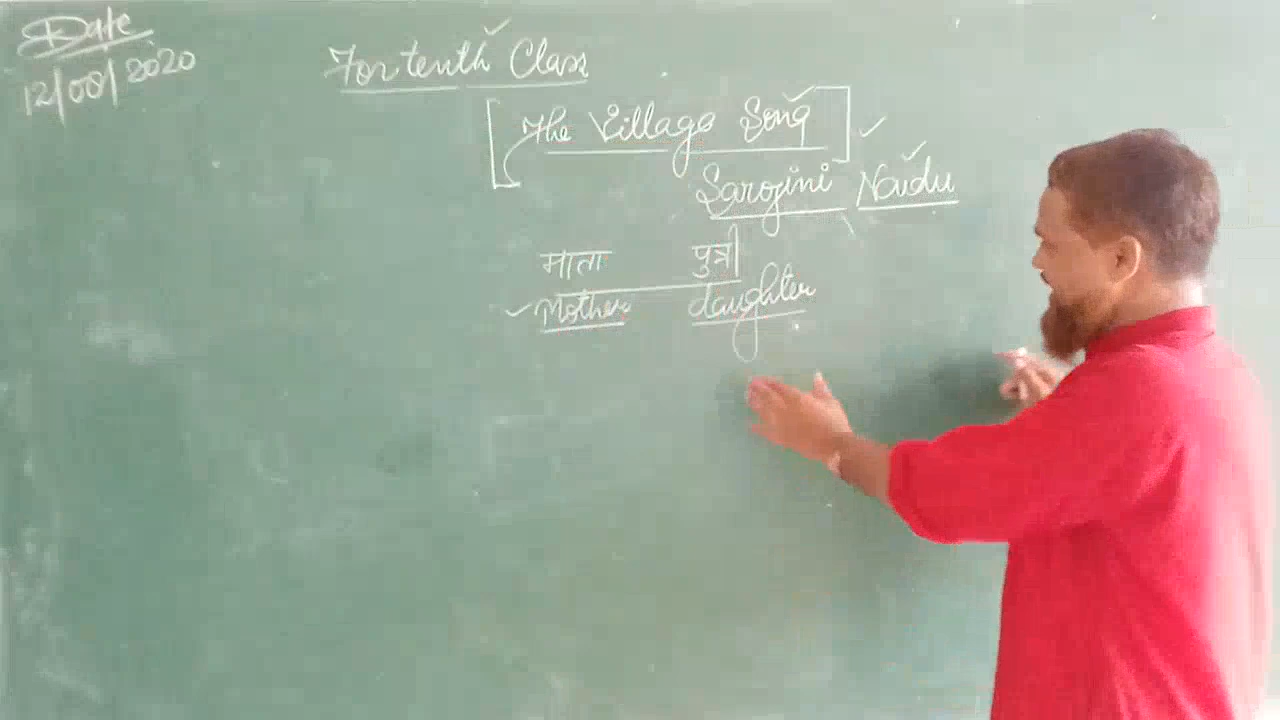 Date
12/08/2020
For tenth Class
[The Village Song]
Sarojini Naidu
माता पुत्री
Mother daughter